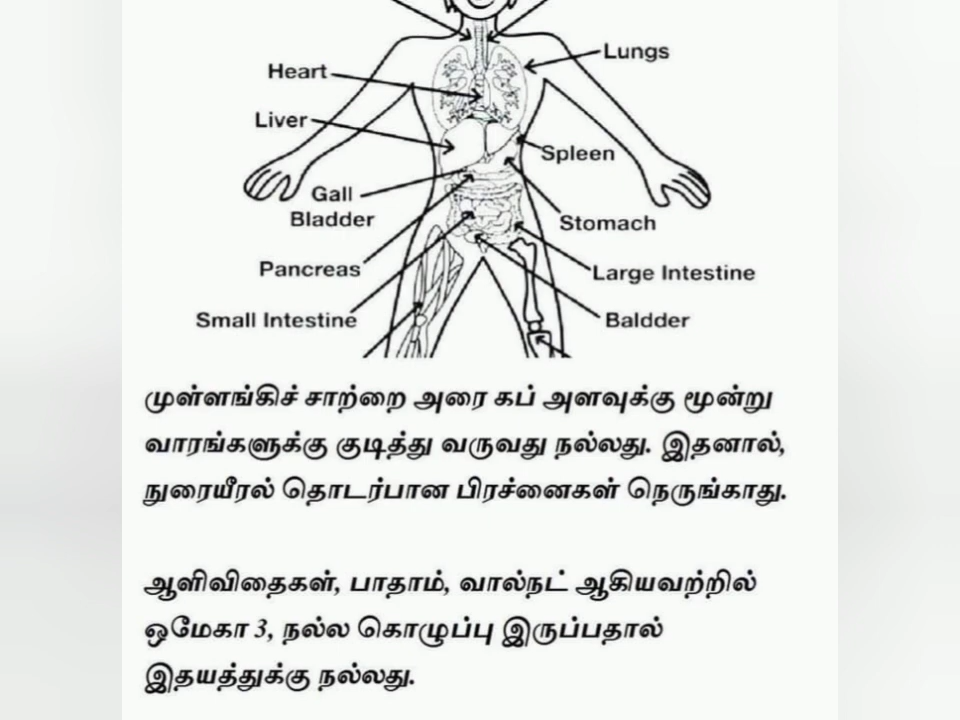 Lungs
Heart
Liver
Spleen
Gall
Bladder
Stomach
Pancreas
Large Intestine
Small Intestine
Baldder
முள்ளங்கிச் சாற்றை அரை கப் அளவுக்கு மூன்று
வாரங்களுக்கு குடித்து வருவது நல்லது. இதனால்,
நுரையீரல் தொடர்பான பிரச்னைகள் நெருங்காது.
ஆளிவிதைகள், பாதாம், வால்நட் ஆகியவற்றில்
ஒமேகா 3, நல்ல கொழுப்பு இருப்பதால்
இதயத்துக்கு நல்லது.